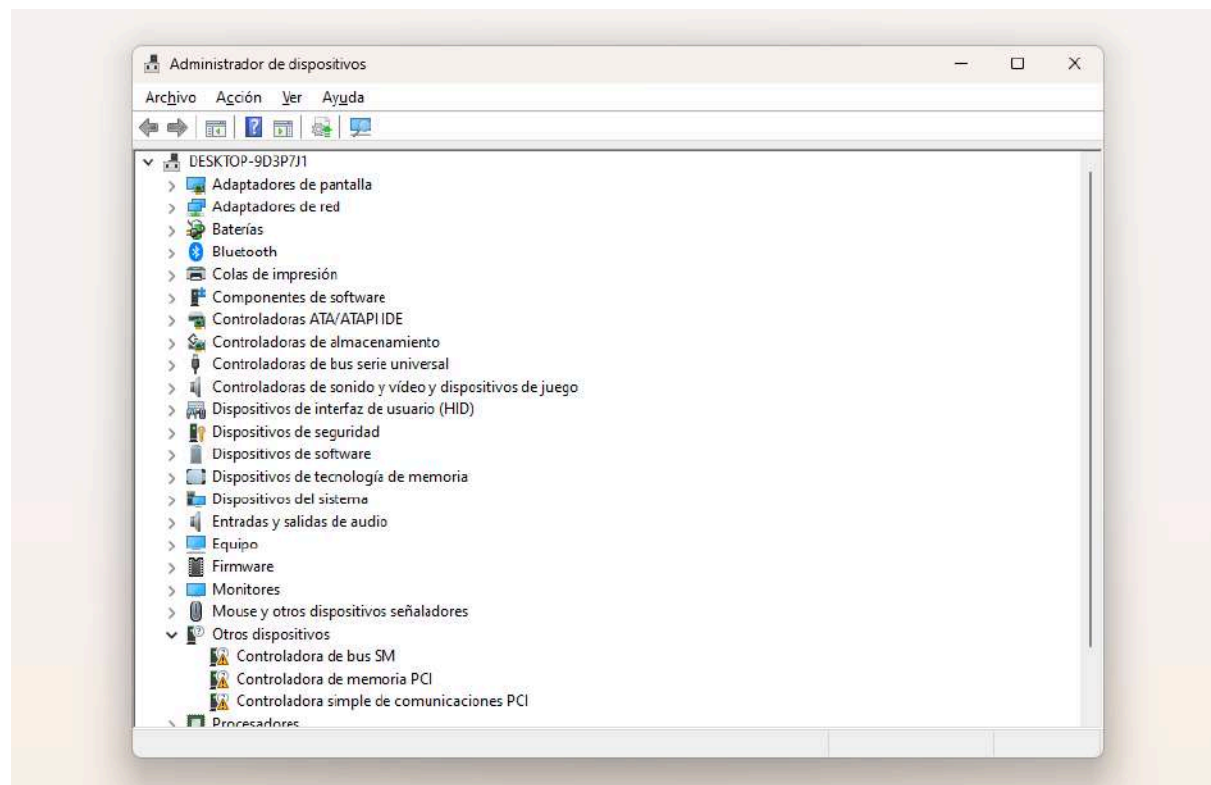 Administrador de dispositivos
Archivo Acción Ver Ayuda
DESKTOP-9D3P7J1
Adaptadores de pantalla
Adaptadores de red
Baterías
Bluetooth
Colas de impresión
Componentes de software
Controladoras ATA/ATAPI IDE
Controladoras de almacenamiento
Controladoras de bus serie universal
Controladoras de sonido y vídeo y dispositivos de juego
Dispositivos de interfaz de usuario (HID)
Dispositivos de seguridad
Dispositivos de software
Dispositivos de tecnología de memoria
Dispositivos del sistema
Entradas y salidas de audio
Equipo
Firmware
Monitores
Mouse y otros dispositivos señaladores
Otros dispositivos
Controladora de bus SM
Controladora de memoria PCI
Controladora simple de comunicaciones PCI
Procesadores